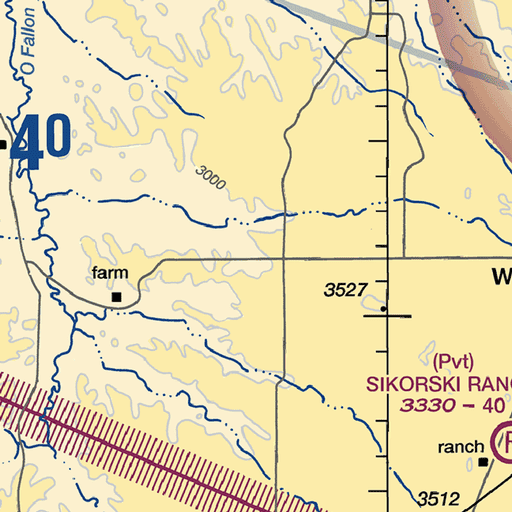 O Fallon
40
3000
farm
W
3527
(Pvt)
SIKORSKI RANC
3330 - 40
ranch
R
3512